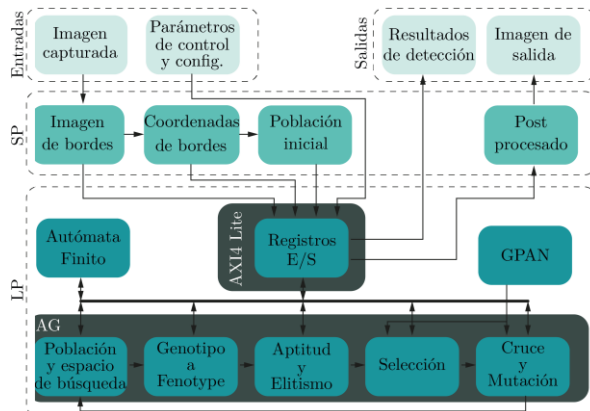 Entradas
Imagen
capturada
Parámetros
de control
y config.
Salidas
Resultados
de detección
Imagen de
salida
SP
Imagen
de bordes
Coordenadas
de bordes
Población
inicial
Post
procesado
LP
Autómata
Finito
AXI4 Lite
Registros
E/S
GPAN
AG
Población
y espacio
de búsqueda
Genotipo
a
Fenotype
Aptitud
y
Elitismo
Selección
Cruce
y
Mutación